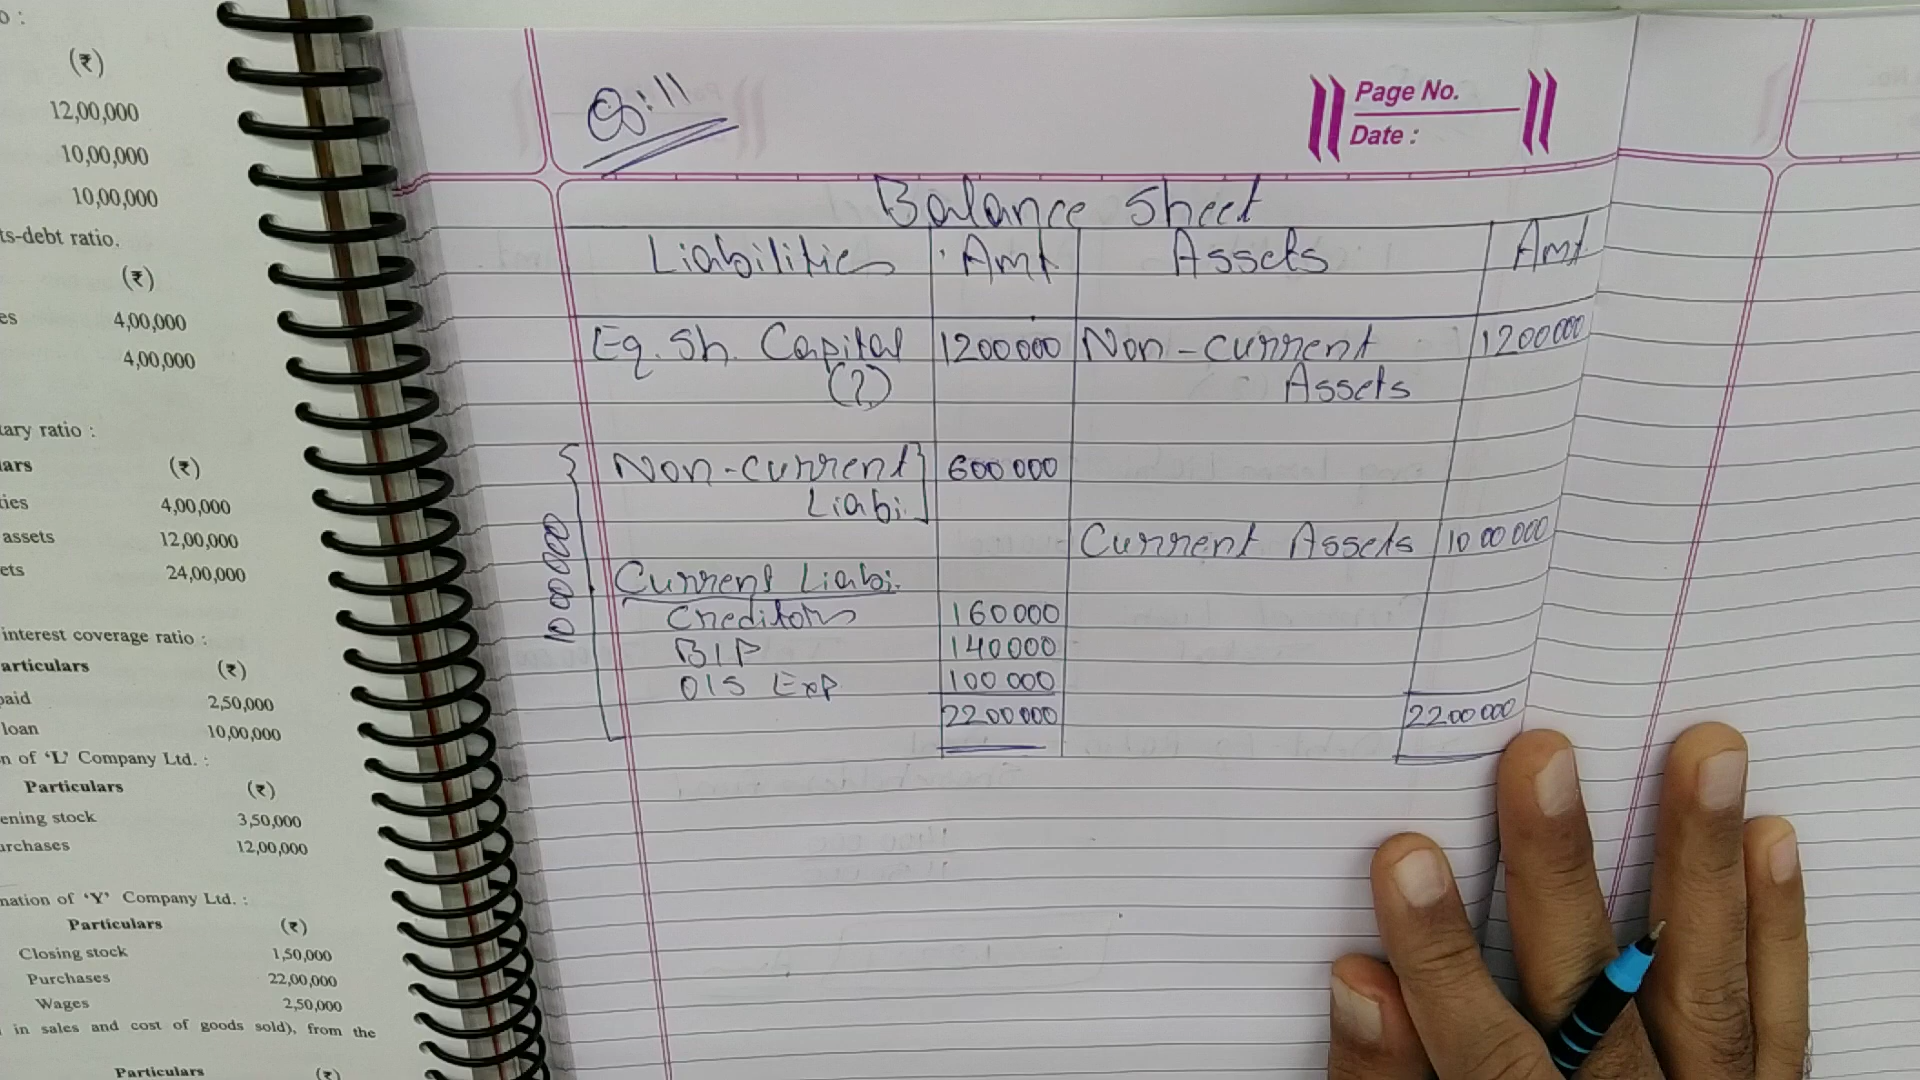 (₹)
12,00,000
10,00,000
10,00,000
ts-debt ratio.
(₹)
es 4,00,000
4,00,000
tary ratio :
lars (₹)
ties 4,00,000
assets 12,00,000
ets 24,00,000
interest coverage ratio :
articulars (₹)
paid 2,50,000
loan 10,00,000
n of 'L' Company Ltd. :
Particulars (₹)
ening stock 3,50,000
urchases 12,00,000
nation of 'Y' Company Ltd. :
Particulars (₹)
Closing stock 1,50,000
Purchases 22,00,000
Wages 2,50,000
in sales and cost of goods sold), from the
Particulars (₹)
Q:11
Page No.
Date :
Balance Sheet
Liabilities Amt Assets Amt
Eq. Sh. Capital 1200000 Non-current 1200000
(?) Assets
Non-current 600000
Liabi.
Current Assets 1000000
1000000
Current Liabi.
Creditors 160000
B/P 140000
O/S Exp 100000
2200000 2200000